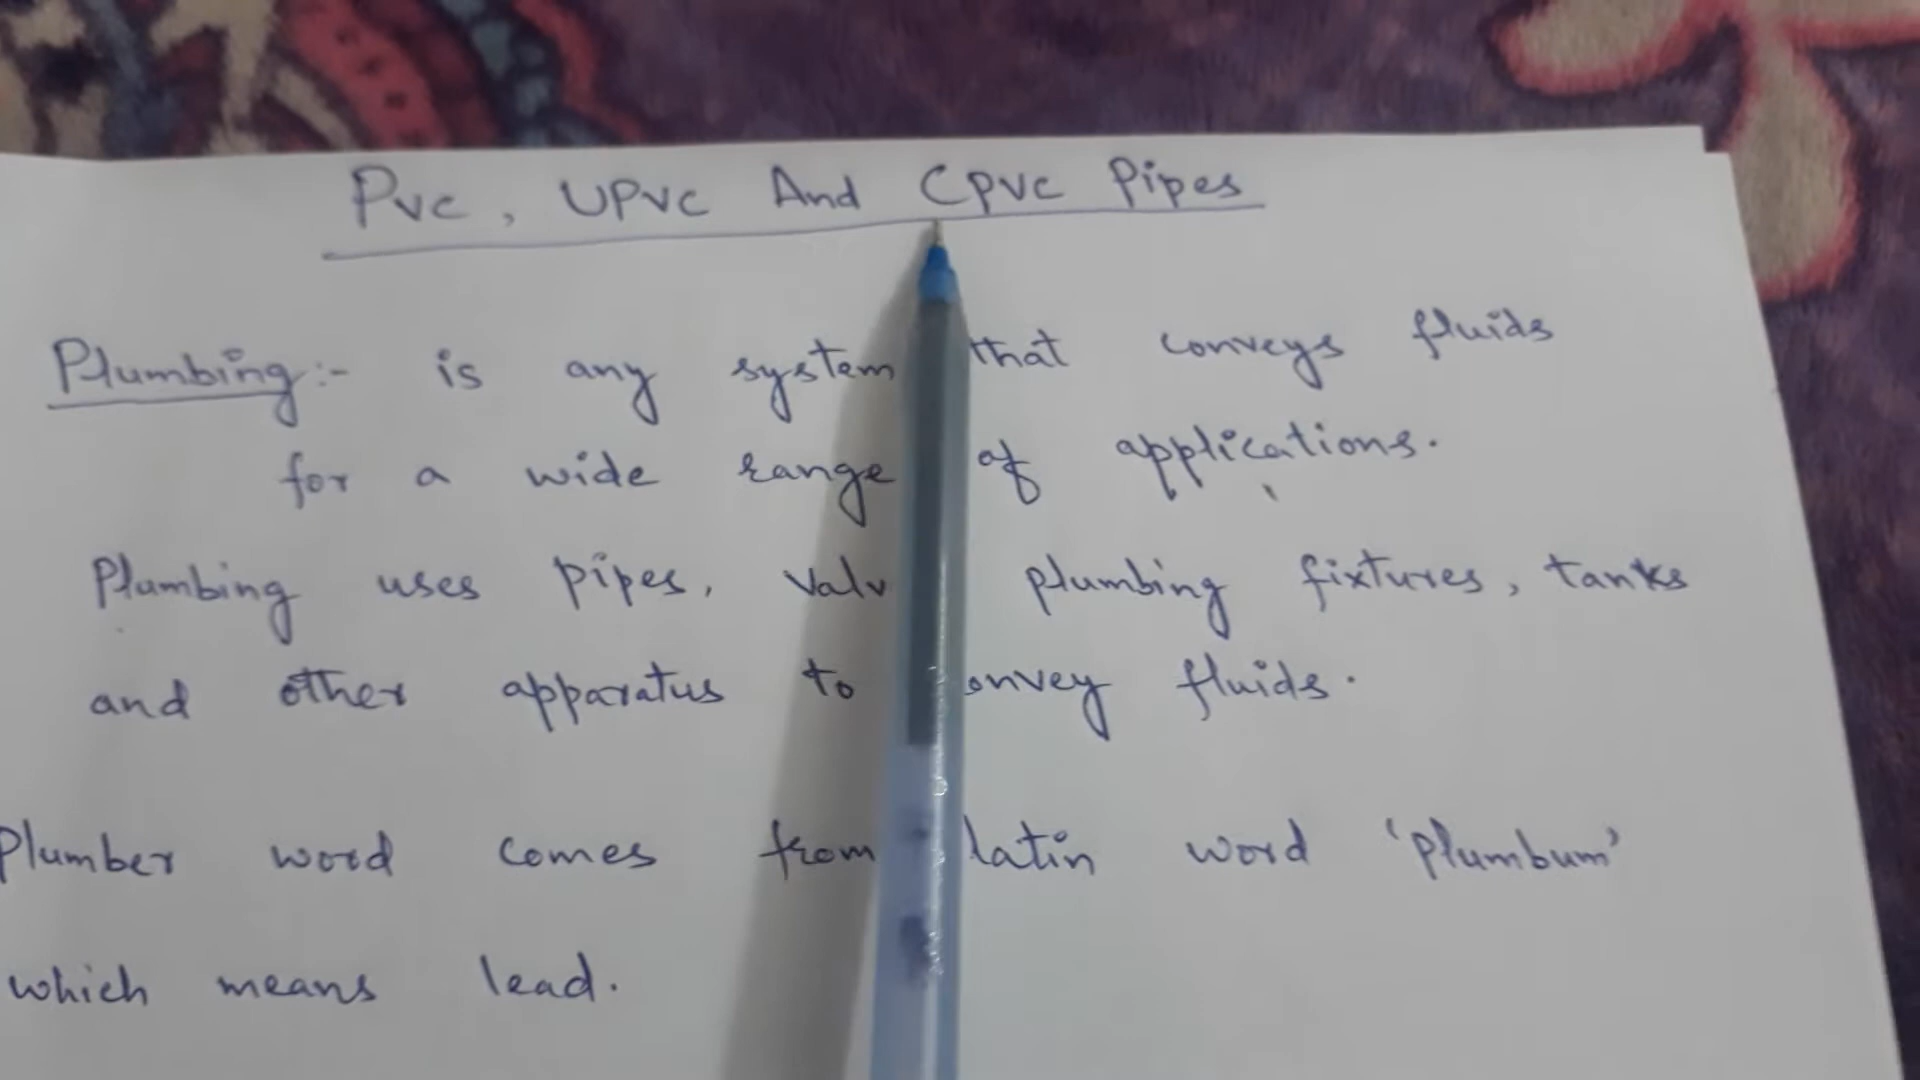 Pvc, UPVC And CPVC Pipes
Plumbing:- is any system that conveys fluids
for a wide range of applications.
Plumbing uses pipes, Valv plumbing fixtures, tanks
and other apparatus to onvey fluids.
Plumber word comes from latin word 'plumbum'
which means lead.